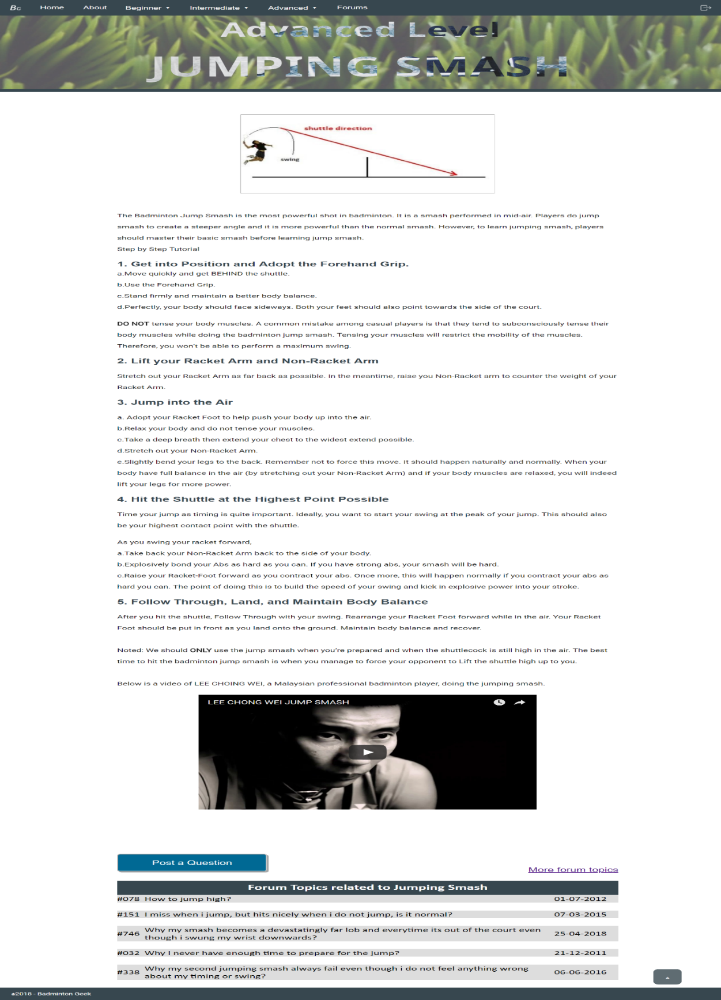 BG Home About Beginner Intermediate Advanced Forums
Advanced Level
JUMPING SMASH
shuttle direction
swing
The Badminton Jump Smash is the most powerful shot in badminton. It is a smash performed in mid-air. Players do jump
smash to create a steeper angle and it is more powerful than the normal smash. However, to learn jumping smash, players
should master their basic smash before learning jump smash.
Step by Step Tutorial
1. Get into Position and Adopt the Forehand Grip.
a.Move quickly and get BEHIND the shuttle.
b.Use the Forehand Grip.
c.Stand firmly and maintain a better body balance.
d.Perfectly, your body should face sideways. Both your feet should also point towards the side of the court.
DO NOT tense your body muscles. A common mistake among casual players is that they tend to subconsciously tense their
body muscles while doing the badminton jump smash. Tensing your muscles will restrict the mobility of the muscles.
Therefore, you won't be able to perform a maximum swing.
2. Lift your Racket Arm and Non-Racket Arm
Stretch out your Racket Arm as far back as possible. In the meantime, raise you Non-Racket arm to counter the weight of your
Racket Arm.
3. Jump into the Air
a. Adopt your Racket Foot to help push your body up into the air.
b.Relax your body and do not tense your muscles.
c.Take a deep breath then extend your chest to the widest extend possible.
d.Stretch out your Non-Racket Arm.
e.Slightly bend your legs to the back. Remember not to force this move. It should happen naturally and normally. When your
body have full balance in the air (by stretching out your Non-Racket Arm) and if your body muscles are relaxed, you will indeed
lift your legs for more power.
4. Hit the Shuttle at the Highest Point Possible
Time your jump as timing is quite important. Ideally, you want to start your swing at the peak of your jump. This should also
be your highest contact point with the shuttle.
As you swing your racket forward,
a.Take back your Non-Racket Arm back to the side of your body.
b.Explosively bond your Abs as hard as you can. If you have strong abs, your smash will be hard.
c.Raise your Racket-Foot forward as you contract your abs. Once more, this will happen normally if you contract your abs as
hard you can. The point of doing this is to build the speed of your swing and kick in explosive power into your stroke.
5. Follow Through, Land, and Maintain Body Balance
After you hit the shuttle, Follow Through with your swing. Rearrange your Racket Foot forward while in the air. Your Racket
Foot should be put in front as you land onto the ground. Maintain body balance and recover.
Noted: We should ONLY use the jump smash when you're prepared and when the shuttlecock is still high in the air. The best
time to hit the badminton jump smash is when you manage to force your opponent to Lift the shuttle high up to you.
Below is a video of LEE CHOING WEI, a Malaysian professional badminton player, doing the jumping smash.
LEE CHONG WEI JUMP SMASH
Post a Question
More forum topics
Forum Topics related to Jumping Smash
#078 How to jump high? 01-07-2012
#151 I miss when i jump, but hits nicely when i do not jump, is it normal? 07-03-2015
#746 Why my smash becomes a devastatingly far lob and everytime its out of the court even
though i swung my wrist downwards? 25-04-2018
#032 Why I never have enough time to prepare for the jump? 21-12-2011
#338 Why my second jumping smash always fail even though i do not feel anything wrong
about my timing or swing? 06-06-2016
©2018 - Badminton Geek